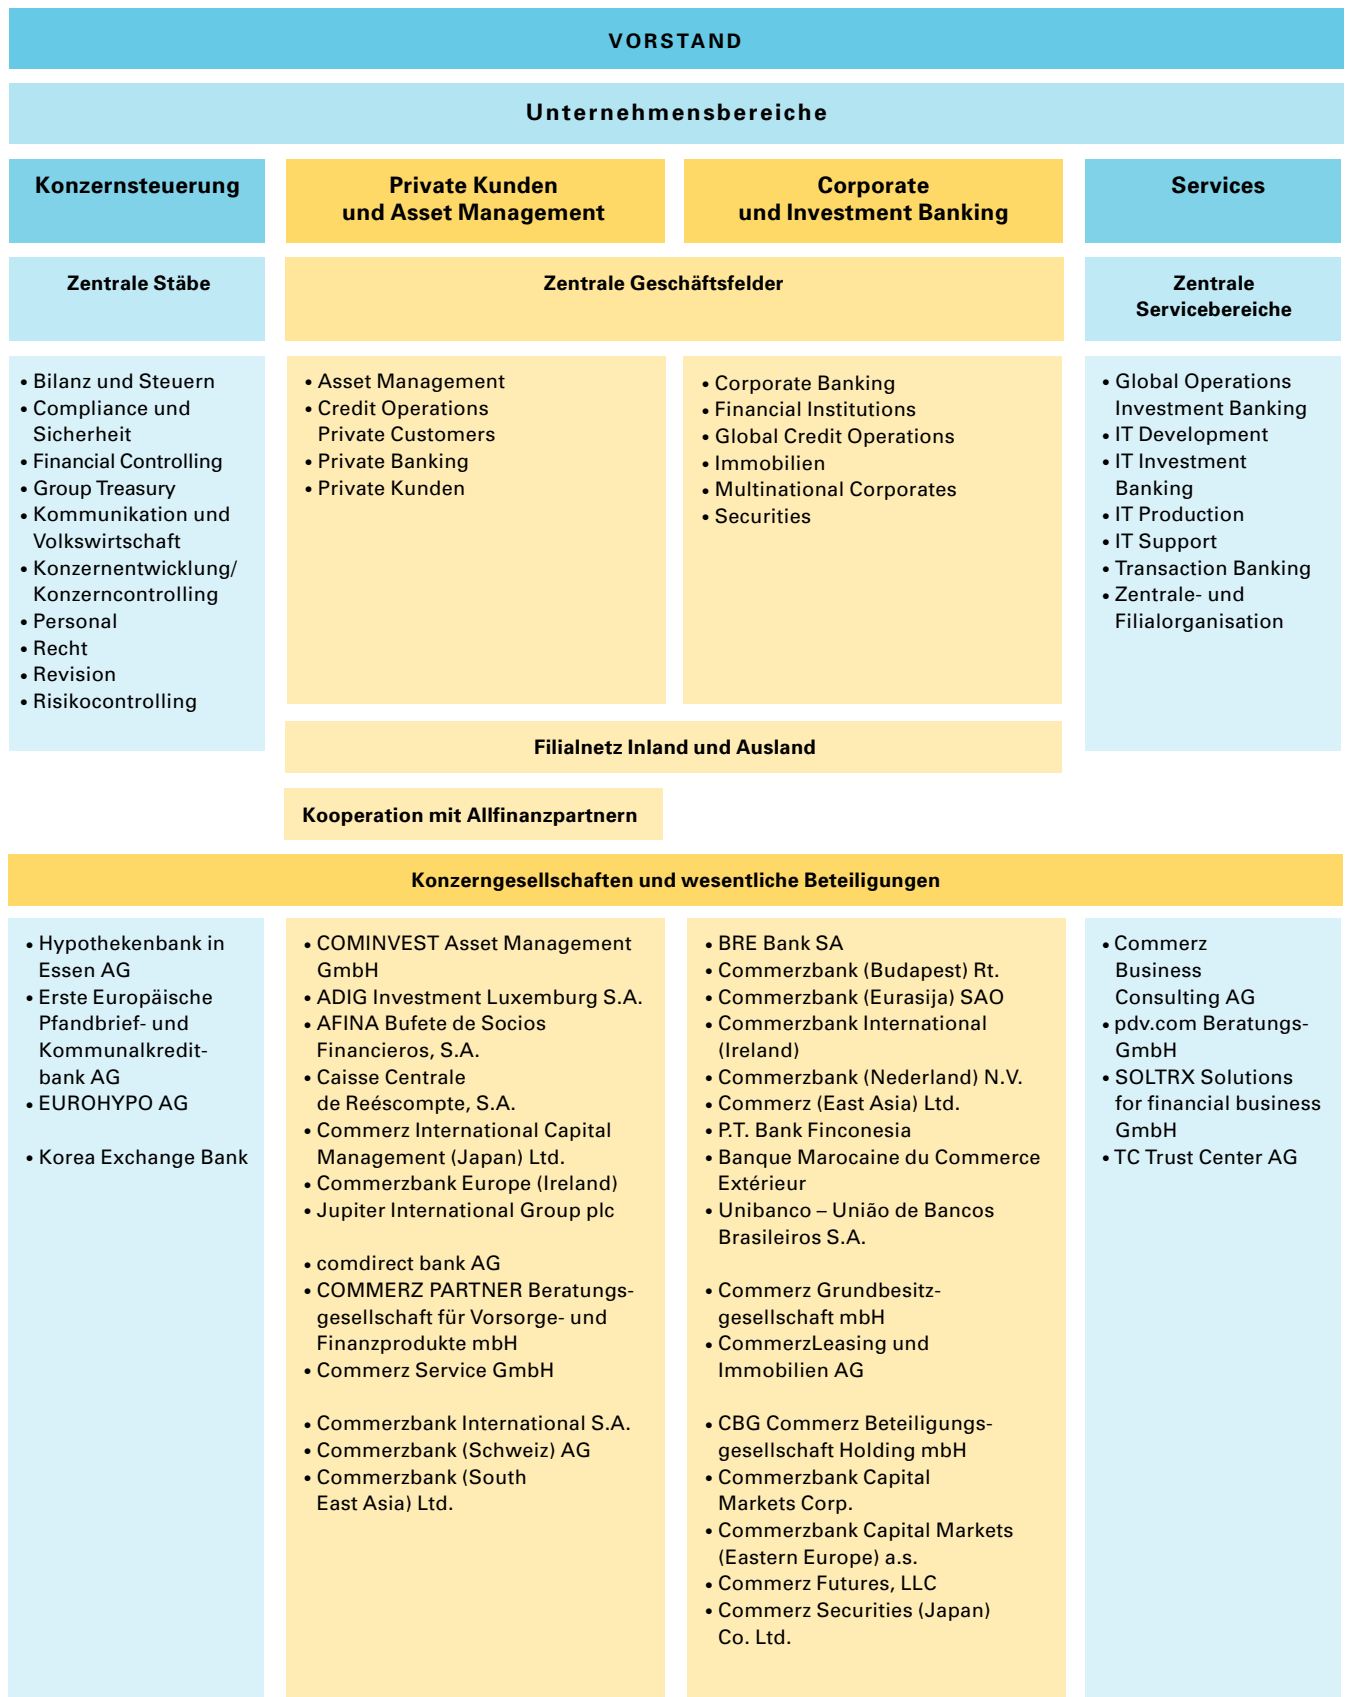 VORSTAND
Unternehmensbereiche
Konzernsteuerung
Private Kunden
und Asset Management
Corporate
und Investment Banking
Services
Zentrale Stäbe
Zentrale Geschäftsfelder
Zentrale
Servicebereiche
• Bilanz und Steuern
• Compliance und
Sicherheit
• Financial Controlling
• Group Treasury
• Kommunikation und
Volkswirtschaft
• Konzernentwicklung/
Konzerncontrolling
• Personal
• Recht
• Revision
• Risikocontrolling
• Asset Management
• Credit Operations
Private Customers
• Private Banking
• Private Kunden
• Corporate Banking
• Financial Institutions
• Global Credit Operations
• Immobilien
• Multinational Corporates
• Securities
• Global Operations
Investment Banking
• IT Development
• IT Investment
Banking
• IT Production
• IT Support
• Transaction Banking
• Zentrale- und
Filialorganisation
Filialnetz Inland und Ausland
Kooperation mit Allfinanzpartnern
Konzerngesellschaften und wesentliche Beteiligungen
• Hypothekenbank in
Essen AG
• Erste Europäische
Pfandbrief- und
Kommunalkredit-
bank AG
• EUROHYPO AG
• Korea Exchange Bank
• COMINVEST Asset Management
GmbH
• ADIG Investment Luxemburg S.A.
• AFINA Bufete de Socios
Financieros, S.A.
• Caisse Centrale
de Reéscompte, S.A.
• Commerz International Capital
Management (Japan) Ltd.
• Commerzbank Europe (Ireland)
• Jupiter International Group plc
• comdirect bank AG
• COMMERZ PARTNER Beratungs-
gesellschaft für Vorsorge- und
Finanzprodukte mbH
• Commerz Service GmbH
• Commerzbank International S.A.
• Commerzbank (Schweiz) AG
• Commerzbank (South
East Asia) Ltd.
• BRE Bank SA
• Commerzbank (Budapest) Rt.
• Commerzbank (Eurasija) SAO
• Commerzbank International
(Ireland)
• Commerzbank (Nederland) N.V.
• Commerz (East Asia) Ltd.
• P.T. Bank Finconesia
• Banque Marocaine du Commerce
Extérieur
• Unibanco – União de Bancos
Brasileiros S.A.
• Commerz Grundbesitz-
gesellschaft mbH
• CommerzLeasing und
Immobilien AG
• CBG Commerz Beteiligungs-
gesellschaft Holding mbH
• Commerzbank Capital
Markets Corp.
• Commerzbank Capital Markets
(Eastern Europe) a.s.
• Commerz Futures, LLC
• Commerz Securities (Japan)
Co. Ltd.
• Commerz
Business
Consulting AG
• pdv.com Beratungs-
GmbH
• SOLTRX Solutions
for financial business
GmbH
• TC Trust Center AG